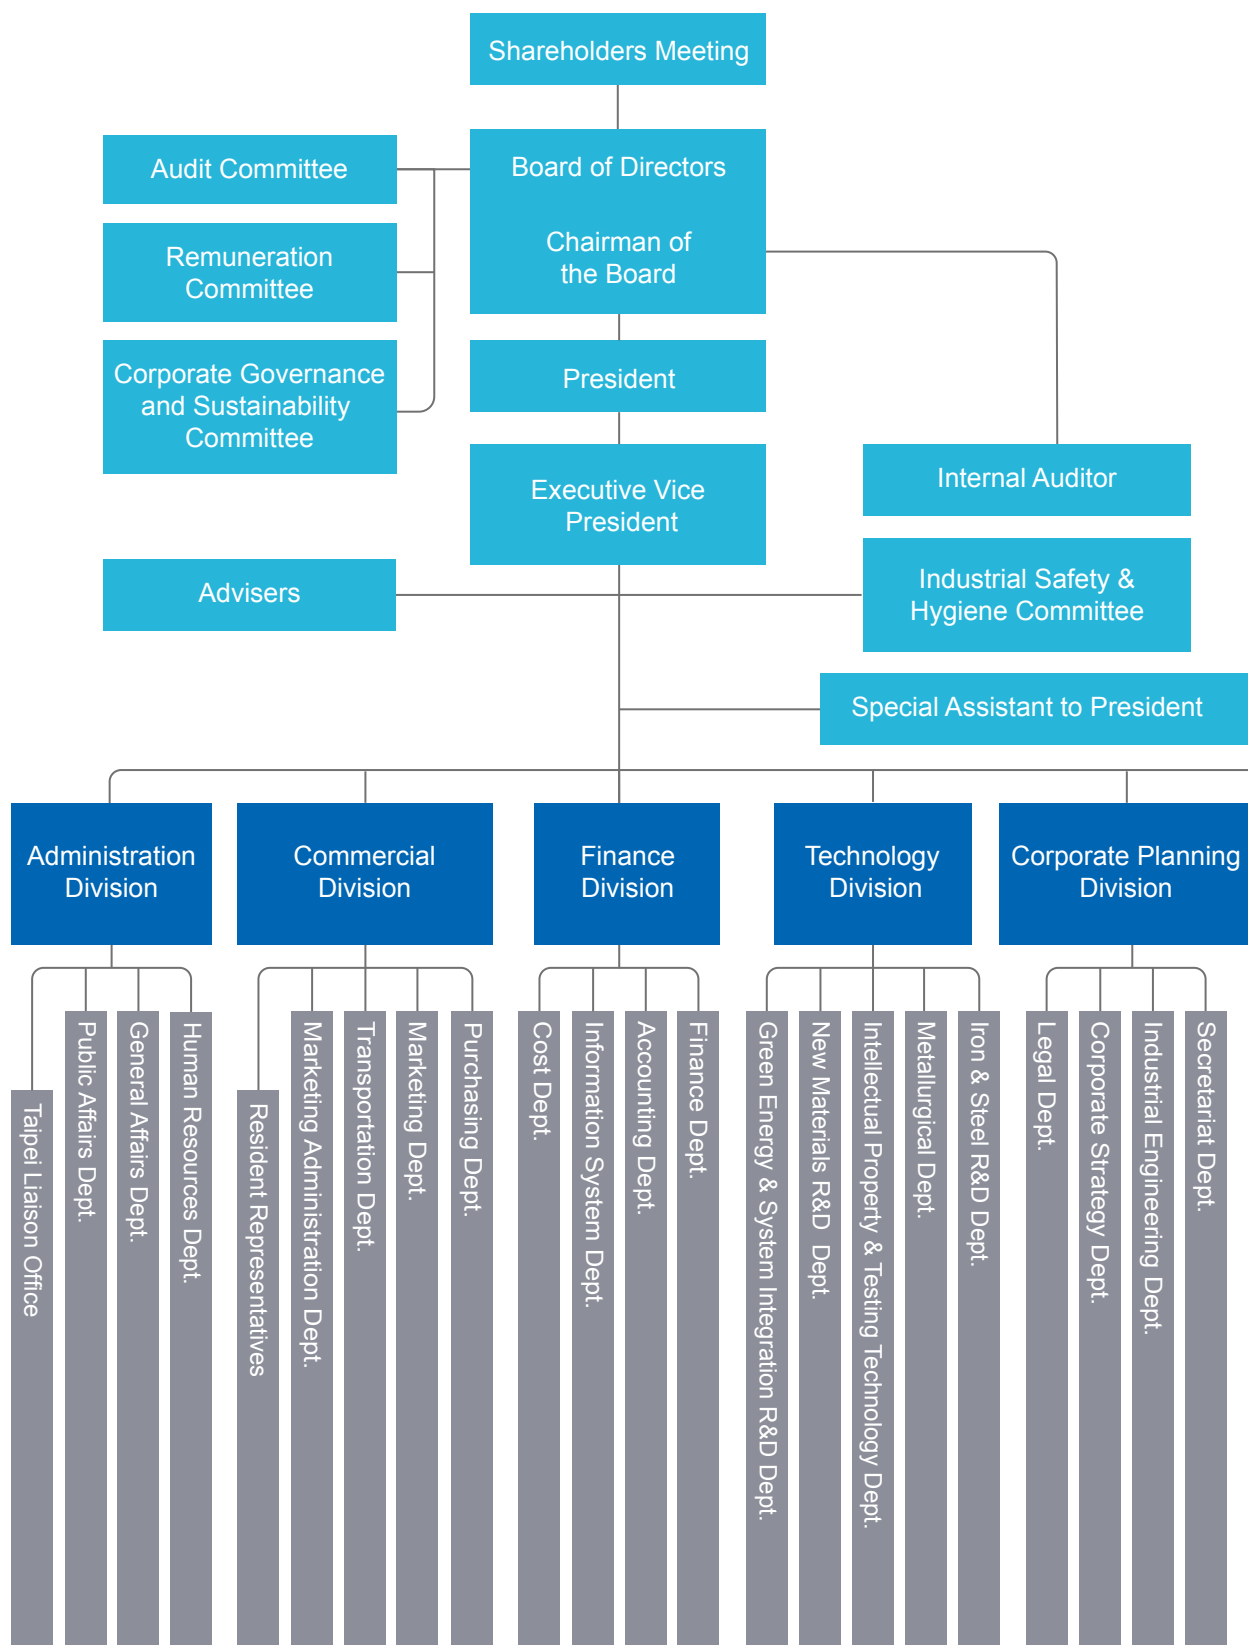 Shareholders Meeting
Board of Directors
Chairman of
the Board
Audit Committee
Remuneration
Committee
Corporate Governance
and Sustainability
Committee
President
Executive Vice
President
Internal Auditor
Advisers
Industrial Safety &
Hygiene Committee
Special Assistant to President
Administration
Division
Commercial
Division
Finance
Division
Technology
Division
Corporate Planning
Division
Taipei Liaison Office
Public Affairs Dept.
General Affairs Dept.
Human Resources Dept.
Resident Representatives
Marketing Administration Dept.
Transportation Dept.
Marketing Dept.
Purchasing Dept.
Cost Dept.
Information System Dept.
Accounting Dept.
Finance Dept.
Green Energy & System Integration R&D Dept.
New Materials R&D Dept.
Intellectual Property & Testing Technology Dept.
Metallurgical Dept.
Iron & Steel R&D Dept.
Legal Dept.
Corporate Strategy Dept.
Industrial Engineering Dept.
Secretariat Dept.